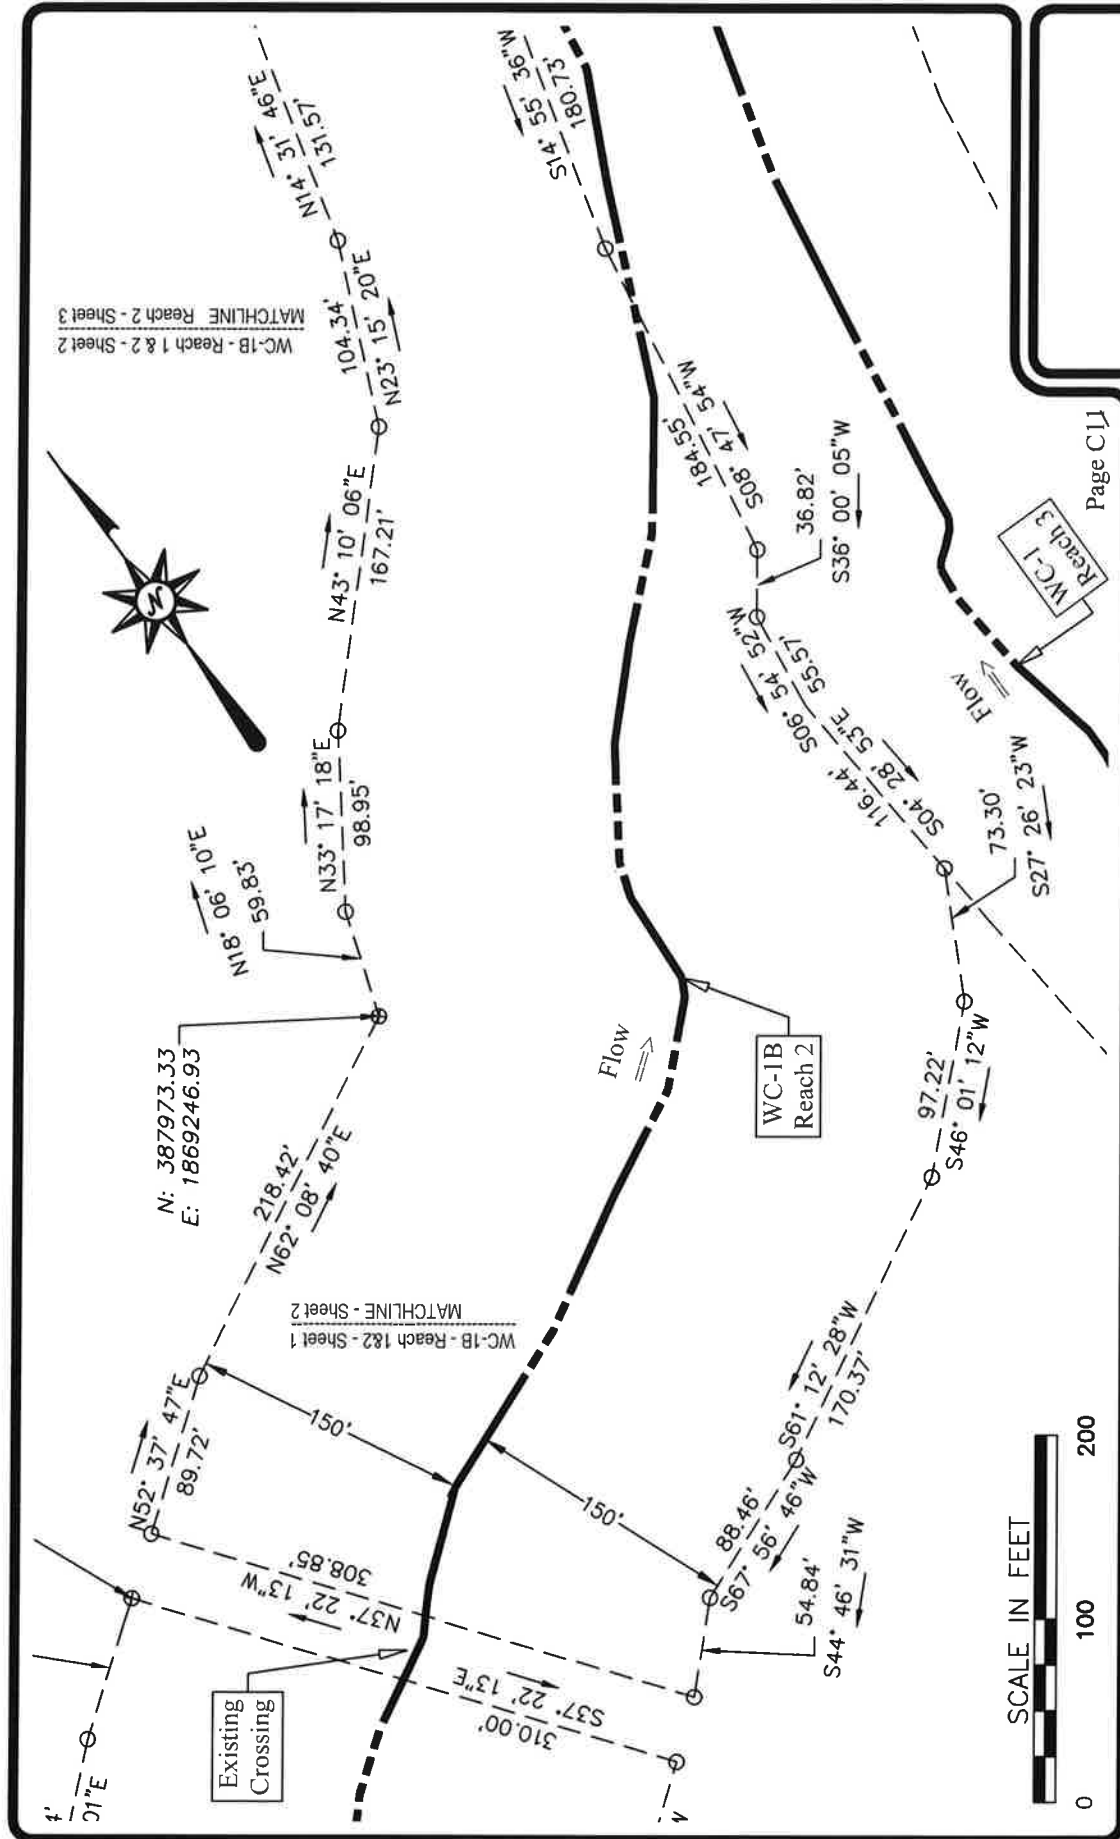 N14° 31' 46"E
131.57'
S14° 55' 36"W
180.73'
104.34'
N23° 15' 20"E
WC-1B - Reach 1 & 2 - Sheet 2
MATCHLINE Reach 2 - Sheet 3
N43° 10' 06"E
167.21'
N
184.55'
S08° 47' 54"W
36.82'
S36° 00' 05"W
S06° 54' 52"W
55.57'
116.44'
S04° 28' 53"E
WC-1
Reach 3
Page C11
Flow
N33° 17' 18"E
98.95'
N18° 06' 10"E
59.83'
73.30'
S27° 26' 23"W
N: 387973.33
E: 1869246.93
Flow
WC-1B
Reach 2
97.22'
S46° 01' 12"W
218.42'
N62° 08' 40"E
WC-1B - Reach 1&2 - Sheet 1
MATCHLINE - Sheet 2
150'
150'
N52° 37' 47"E
89.72'
S61° 12' 28"W
170.37'
88.46'
S67° 56' 46"W
54.84'
S44° 46' 31"W
N37° 22' 13"W
308.85'
S37° 22' 13"E
310.00'
Existing
Crossing
01"E
SCALE IN FEET
0 100 200